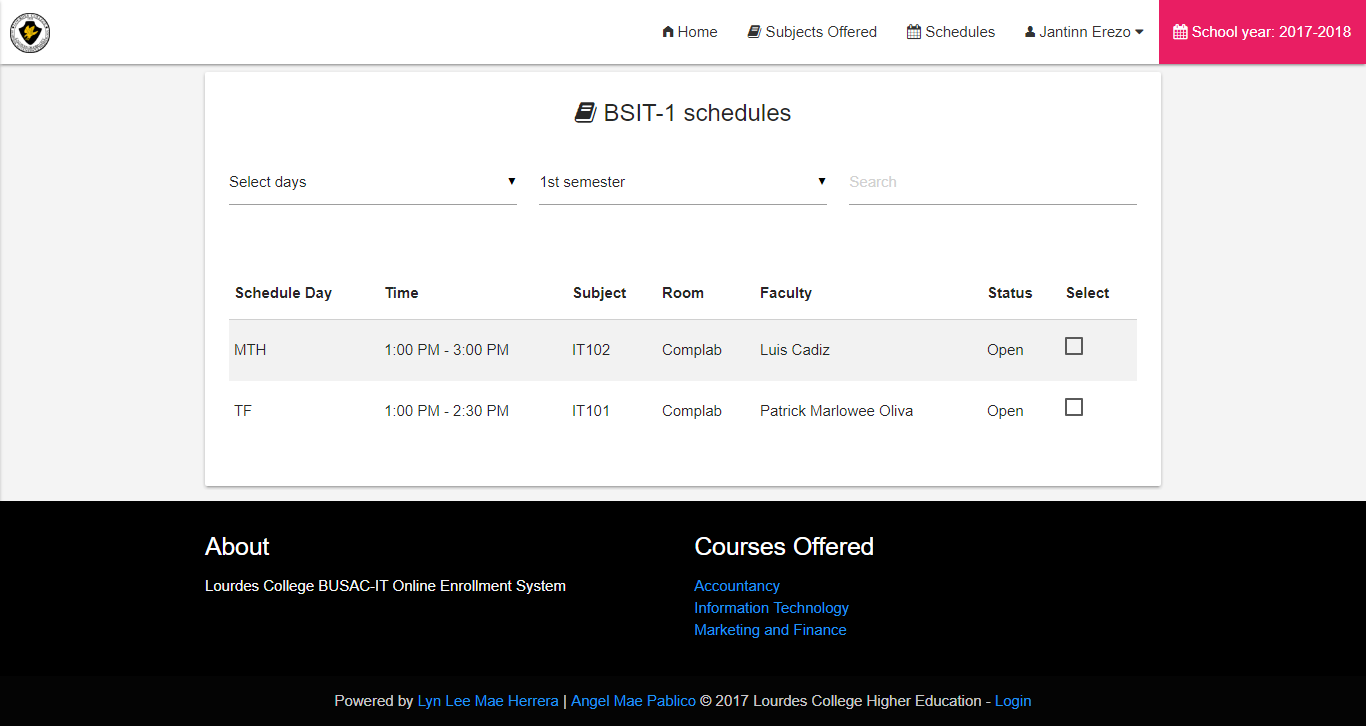 Home Subjects Offered Schedules Jantinn Erezo School year: 2017-2018
BSIT-1 schedules
Select days 1st semester Search
Schedule Day Time Subject Room Faculty Status Select
MTH 1:00 PM - 3:00 PM IT102 Complab Luis Cadiz Open
TF 1:00 PM - 2:30 PM IT101 Complab Patrick Marlowee Oliva Open
About
Lourdes College BUSAC-IT Online Enrollment System
Courses Offered
Accountancy
Information Technology
Marketing and Finance
Powered by Lyn Lee Mae Herrera | Angel Mae Pablico © 2017 Lourdes College Higher Education - Login